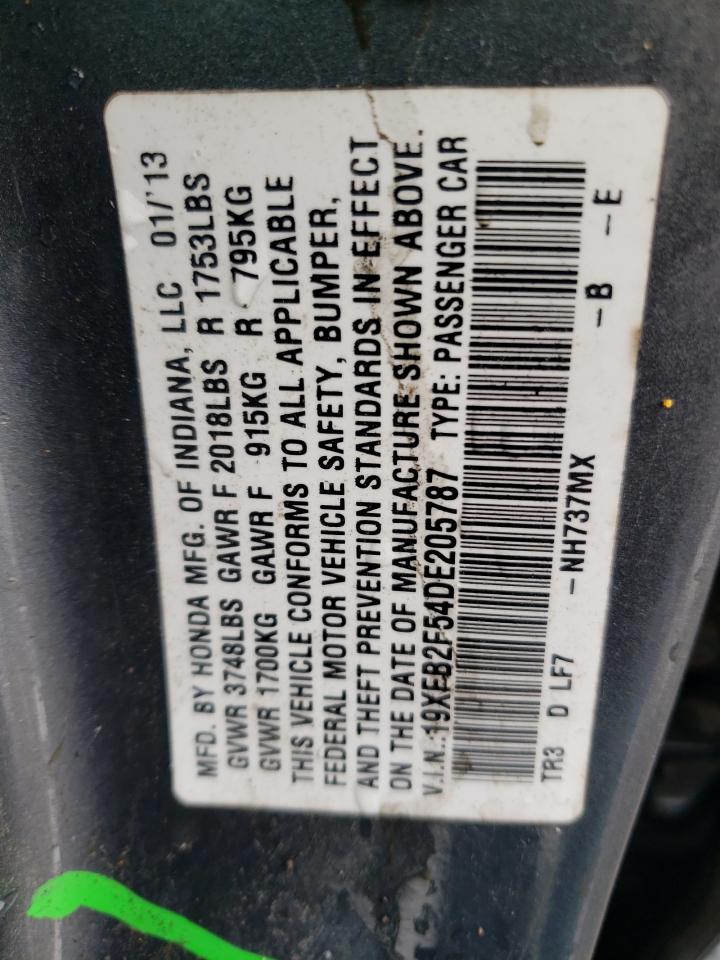 MFD. BY HONDA MFG. OF INDIANA, LLC 01/'13
GVWR 3748LBS GAWR F 2018LBS R 1753LBS
GVWR 1700KG GAWR F 915KG R 795KG
THIS VEHICLE CONFORMS TO ALL APPLICABLE
FEDERAL MOTOR VEHICLE SAFETY, BUMPER,
AND THEFT PREVENTION STANDARDS IN EFFECT
ON THE DATE OF MANUFACTURE SHOWN ABOVE.
V.I.N.:19XFB2F54DE205787 TYPE: PASSENGER CAR
TR3 D LF7 -NH737MX -B -E